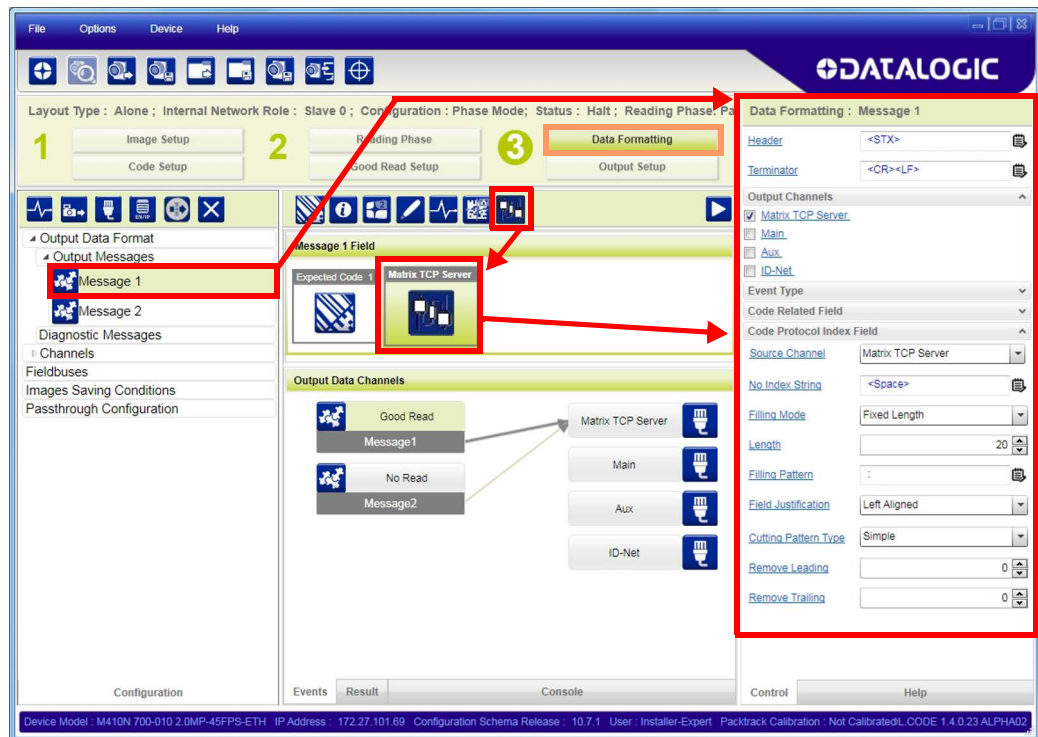 File Options Device Help
DATALOGIC
Layout Type : Alone ; Internal Network Role : Slave 0 ; Configuration : Phase Mode; Status : Halt ; Reading Phase: Pa
1
Image Setup
Code Setup
2
Reading Phase
Good Read Setup
3
Data Formatting
Output Setup
EN/IP
Output Data Format
Output Messages
Message 1
Message 2
Diagnostic Messages
Channels
Fieldbuses
Images Saving Conditions
Passthrough Configuration
Configuration
Message 1 Field
Expected Code 1
Matrix TCP Server
Output Data Channels
Good Read
Message1
No Read
Message2
Matrix TCP Server
Main
Aux
ID-Net
Events Result Console
Data Formatting : Message 1
Header <STX>
Terminator <CR><LF>
Output Channels
Matrix TCP Server
Main
Aux
ID-Net
Event Type
Code Related Field
Code Protocol Index Field
Source Channel Matrix TCP Server
No Index String <Space>
Filling Mode Fixed Length
Length 20
Filling Pattern :
Field Justification Left Aligned
Cutting Pattern Type Simple
Remove Leading 0
Remove Trailing 0
Control Help
Device Model : M410N 700-010 2.0MP-45FPS-ETH IP Address : 172.27.101.69 Configuration Schema Release : 10.7.1 User : Installer-Expert Packtrack Calibration : Not Calibrated\L.CODE 1.4.0.23 ALPHA02